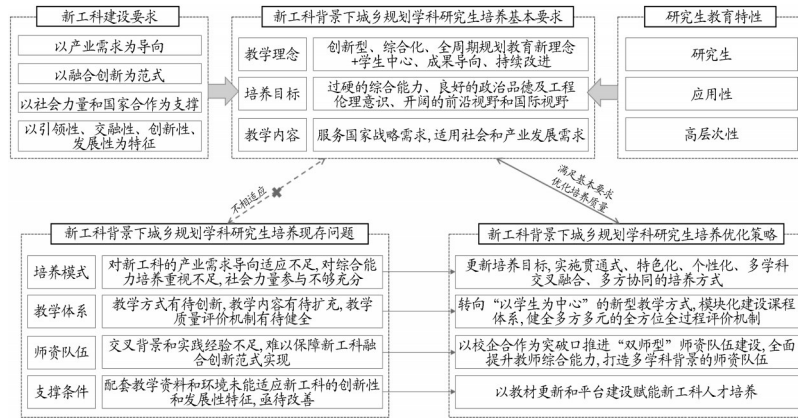 新工科建设要求
以产业需求为导向
以融合创新为范式
以社会力量和国家合作为支撑
以引领性、交融性、创新性、
发展性为特征
新工科背景下城乡规划学科研究生培养基本要求
教学理念
创新型、综合化、全周期规划教育新理念
+学生中心、成果导向、持续改进
培养目标
过硬的综合能力、良好的政治品德及工程
伦理意识、开阔的前沿视野和国际视野
教学内容
服务国家战略需求,适用社会和产业发展需求
研究生教育特性
研究生
应用性
高层次性
不相适应
满足基本要求
优化培养质量
新工科背景下城乡规划学科研究生培养现存问题
培养模式
对新工科的产业需求导向适应不足,对综合能
力培养重视不足,社会力量参与不够充分
教学体系
教学方式有待创新,教学内容有待扩充,教学
质量评价机制有待健全
师资队伍
交叉背景和实践经验不足,难以保障新工科融
合创新范式实现
支撑条件
配套教学资料和环境未能适应新工科的创新性
和发展性特征,亟待改善
新工科背景下城乡规划学科研究生培养优化策略
更新培养目标,实施贯通式、特色化、个性化、多学科
交叉融合、多方协同的培养方式
转向“以学生为中心”的新型教学方式,模块化建设课程
体系,健全多方多元的全方位全过程评价机制
以校企合作为突破口推进“双师型”师资队伍建设,全面
提升教师综合能力,打造多学科背景的师资队伍
以教材更新和平台建设赋能新工科人才培养